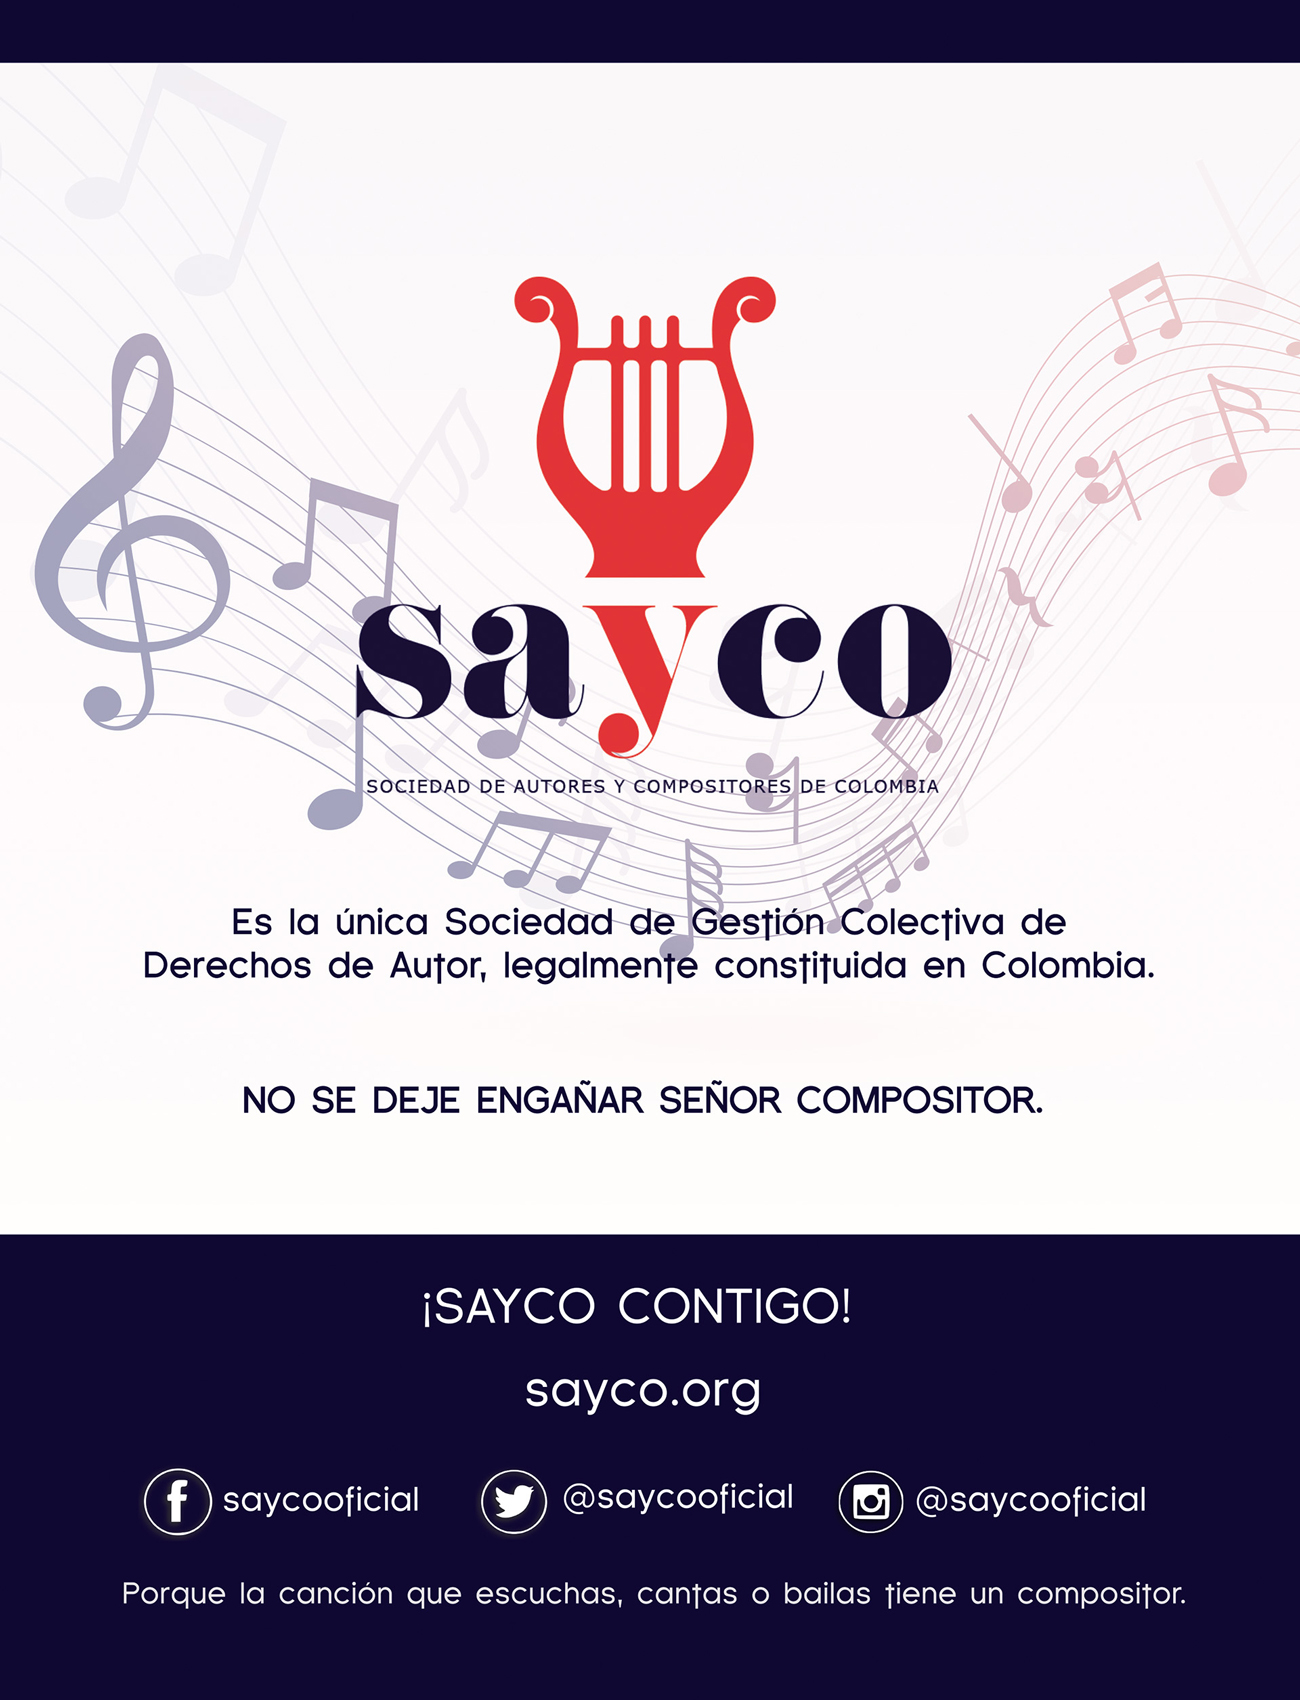 sayco
SOCIEDAD DE AUTORES Y COMPOSITORES DE COLOMBIA
Es la única Sociedad de Gestión Colectiva de
Derechos de Autor, legalmente constituida en Colombia.
NO SE DEJE ENGAÑAR SEÑOR COMPOSITOR.
¡SAYCO CONTIGO!
sayco.org
saycooficial @saycooficial @saycooficial
Porque la canción que escuchas, cantas o bailas tiene un compositor.